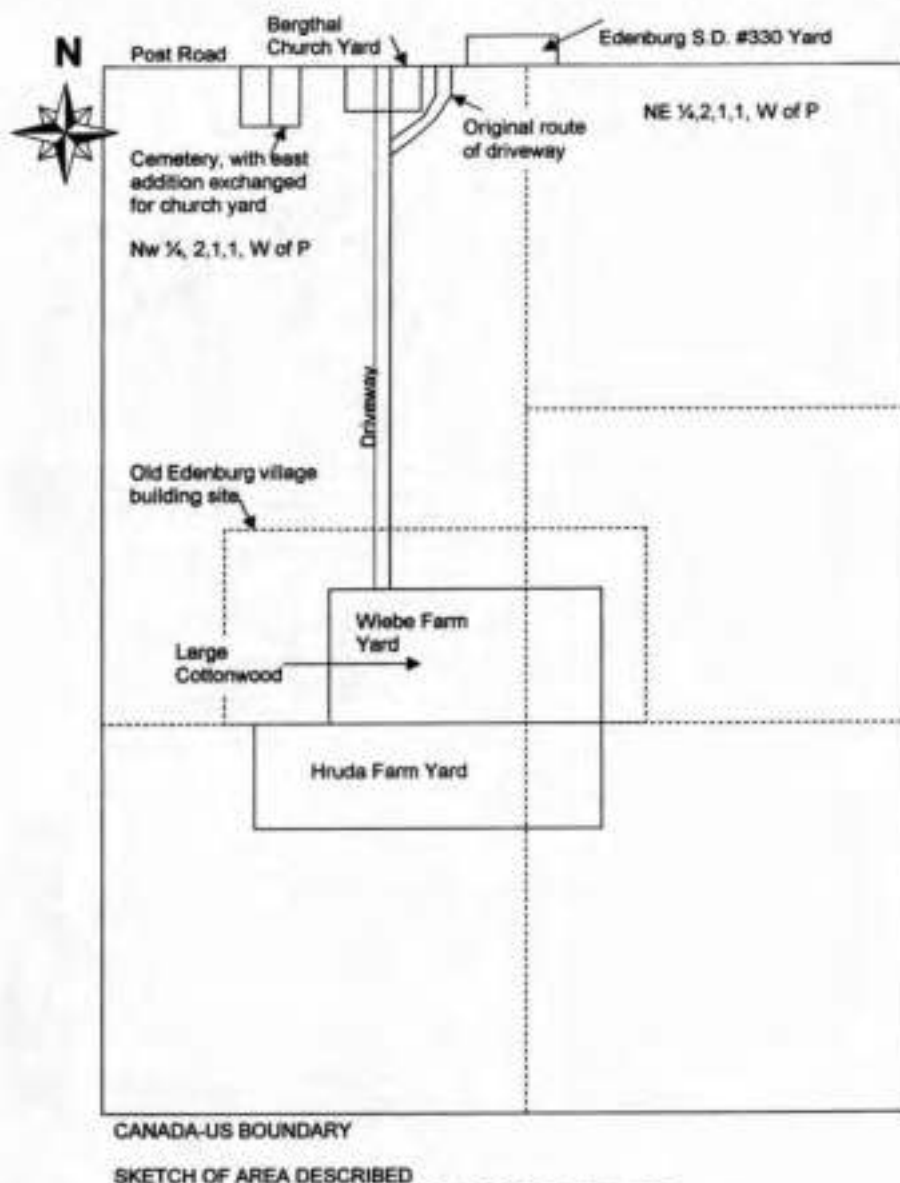 N
Post Road
Bergthal
Church Yard
Edenburg S.D. #330 Yard
NE ¼,2,1,1, W of P
Original route
of driveway
Cemetery, with east
addition exchanged
for church yard
Nw ¼, 2,1,1, W of P
Driveway
Old Edenburg village
building site
Wiebe Farm
Yard
Large
Cottonwood
Hruda Farm Yard
CANADA-US BOUNDARY
SKETCH OF AREA DESCRIBED